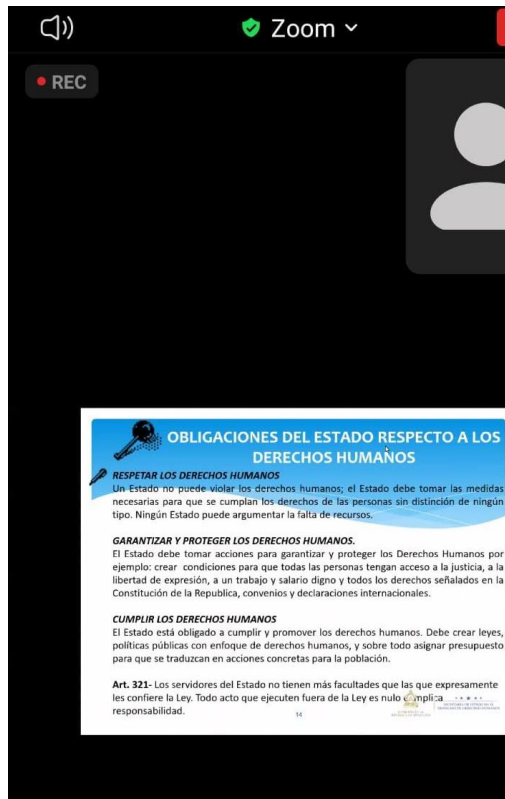 Zoom
REC
OBLIGACIONES DEL ESTADO RESPECTO A LOS
DERECHOS HUMANOS
RESPETAR LOS DERECHOS HUMANOS
Un Estado no puede violar los derechos humanos; el Estado debe tomar las medidas
necesarias para que se cumplan los derechos de las personas sin distinción de ningún
tipo. Ningún Estado puede argumentar la falta de recursos.
GARANTIZAR Y PROTEGER LOS DERECHOS HUMANOS.
El Estado debe tomar acciones para garantizar y proteger los Derechos Humanos por
ejemplo: crear condiciones para que todas las personas tengan acceso a la justicia, a la
libertad de expresión, a un trabajo y salario digno y todos los derechos señalados en la
Constitución de la Republica, convenios y declaraciones internacionales.
CUMPLIR LOS DERECHOS HUMANOS
El Estado está obligado a cumplir y promover los derechos humanos. Debe crear leyes,
políticas públicas con enfoque de derechos humanos, y sobre todo asignar presupuesto
para que se traduzcan en acciones concretas para la población.
Art. 321- Los servidores del Estado no tienen más facultades que las que expresamente
les confiere la Ley. Todo acto que ejecuten fuera de la Ley es nulo e implica
responsabilidad.
14